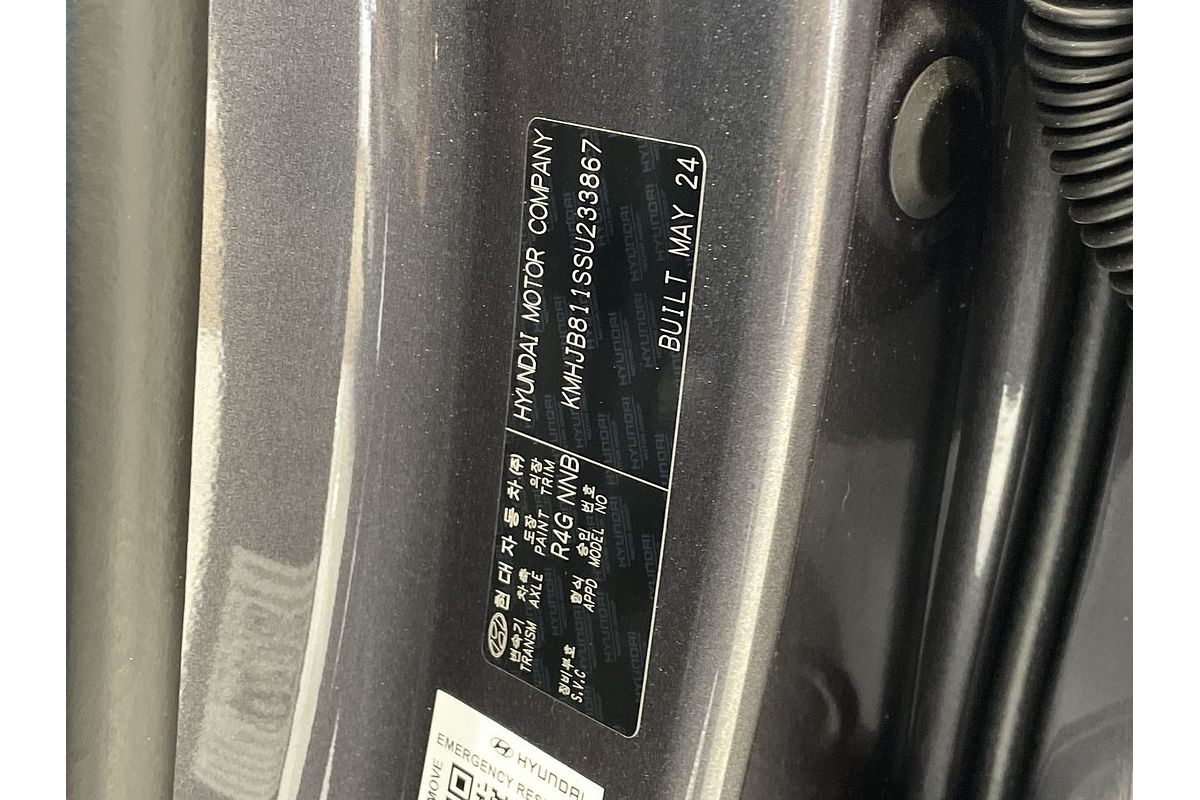 현대자동차(주)
HYUNDAI MOTOR COMPANY
변속기 차축 도장 의장
TRANSM AXLE PAINT TRIM
KMHJB811SSU233867
R4G NNB
정비부호 형식 승인 번호
S.V.C APPD MODEL NO
BUILT MAY 24
HYUNDAI
EMERGENCY
MOVE